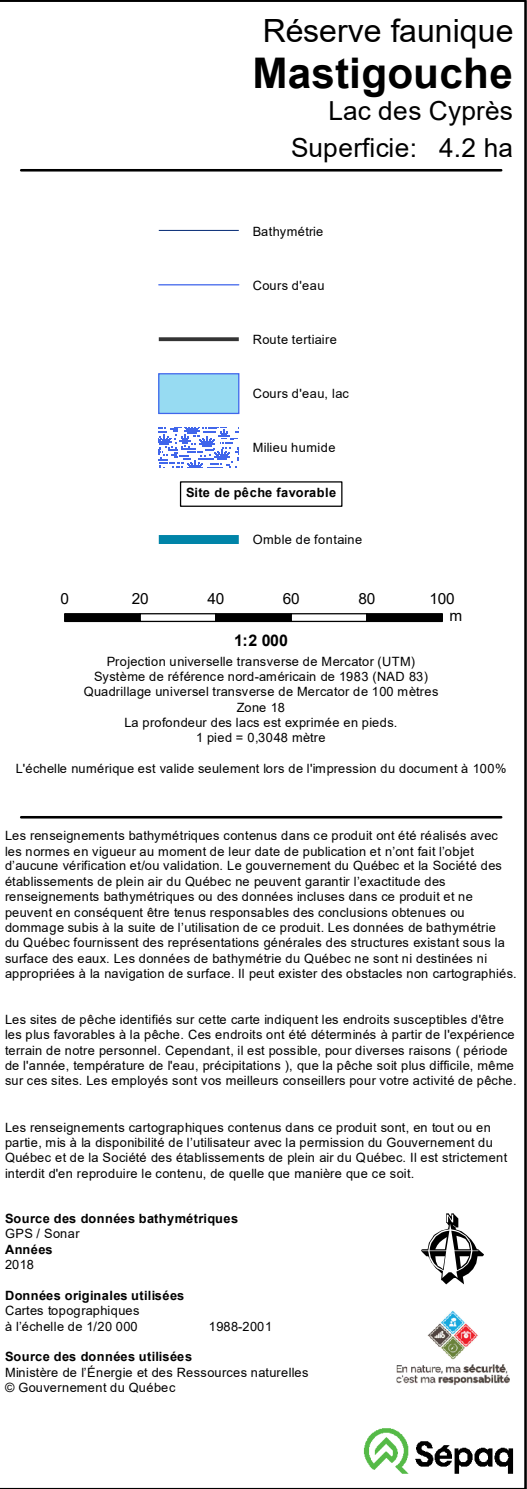 Réserve faunique
Mastigouche
Lac des Cyprès
Superficie: 4.2 ha
Bathymétrie
Cours d'eau
Route tertiaire
Cours d'eau, lac
Milieu humide
Site de pêche favorable
Omble de fontaine
0 20 40 60 80 100
m
1:2 000
Projection universelle transverse de Mercator (UTM)
Système de référence nord-américain de 1983 (NAD 83)
Quadrillage universel transverse de Mercator de 100 mètres
Zone 18
La profondeur des lacs est exprimée en pieds.
1 pied = 0,3048 mètre
L'échelle numérique est valide seulement lors de l'impression du document à 100%
Les renseignements bathymétriques contenus dans ce produit ont été réalisés avec
les normes en vigueur au moment de leur date de publication et n'ont fait l'objet
d'aucune vérification et/ou validation. Le gouvernement du Québec et la Société des
établissements de plein air du Québec ne peuvent garantir l'exactitude des
renseignements bathymétriques ou des données incluses dans ce produit et ne
peuvent en conséquent être tenus responsables des conclusions obtenues ou
dommage subis à la suite de l'utilisation de ce produit. Les données de bathymétrie
du Québec fournissent des représentations générales des structures existant sous la
surface des eaux. Les données de bathymétrie du Québec ne sont ni destinées ni
appropriées à la navigation de surface. Il peut exister des obstacles non cartographiés.
Les sites de pêche identifiés sur cette carte indiquent les endroits susceptibles d'être
les plus favorables à la pêche. Ces endroits ont été déterminés à partir de l'expérience
terrain de notre personnel. Cependant, il est possible, pour diverses raisons ( période
de l'année, température de l'eau, précipitations ), que la pêche soit plus difficile, même
sur ces sites. Les employés sont vos meilleurs conseillers pour votre activité de pêche.
Les renseignements cartographiques contenus dans ce produit sont, en tout ou en
partie, mis à la disponibilité de l'utilisateur avec la permission du Gouvernement du
Québec et de la Société des établissements de plein air du Québec. Il est strictement
interdit d'en reproduire le contenu, de quelle que manière que ce soit.
Source des données bathymétriques
GPS / Sonar
Années
2018
Données originales utilisées
Cartes topographiques
à l'échelle de 1/20 000 1988-2001
Source des données utilisées
Ministère de l'Énergie et des Ressources naturelles
© Gouvernement du Québec
N
En nature, ma sécurité,
c'est ma responsabilité
Sépaq